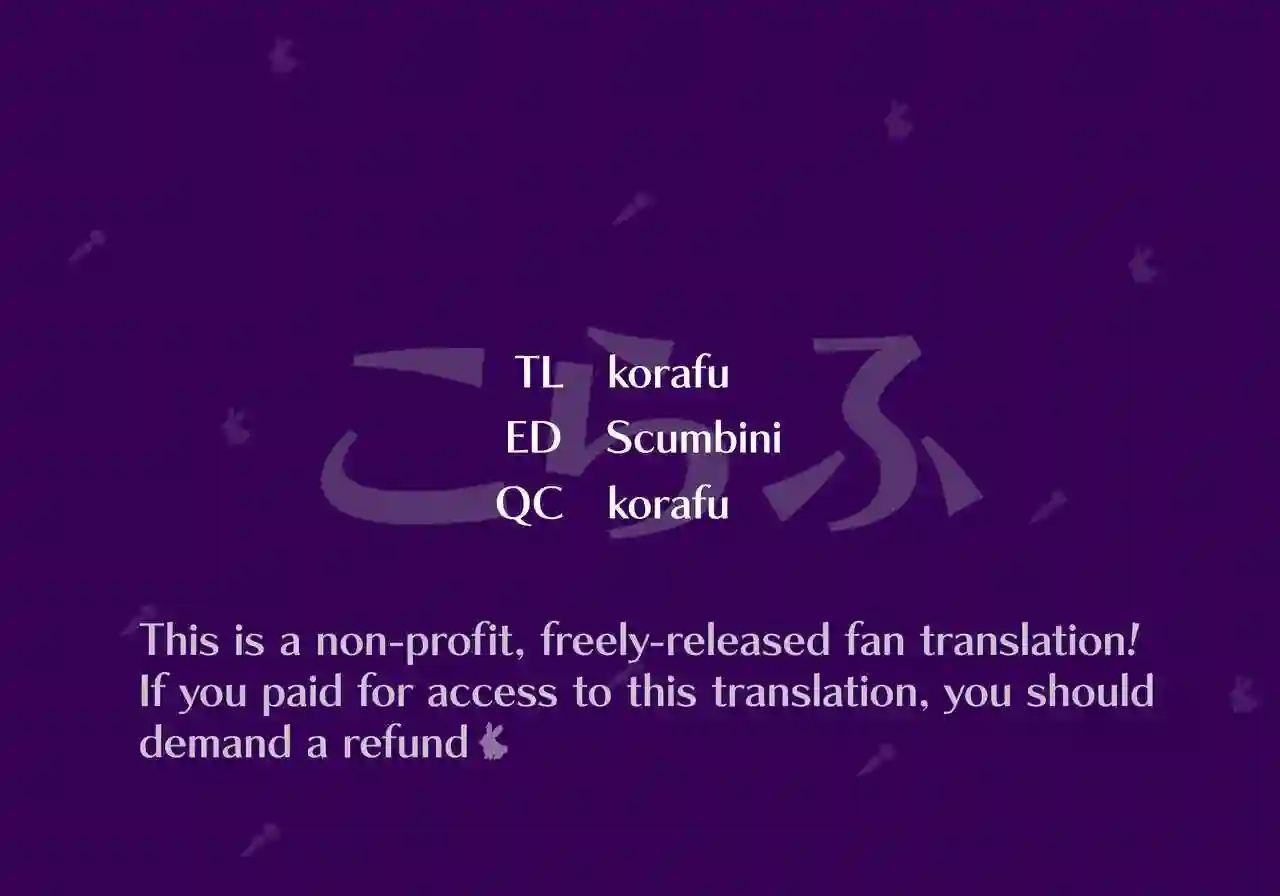 こらふ
TL korafu
ED Scumbini
QC korafu
This is a non-profit, freely-released fan translation!
If you paid for access to this translation, you should
demand a refund